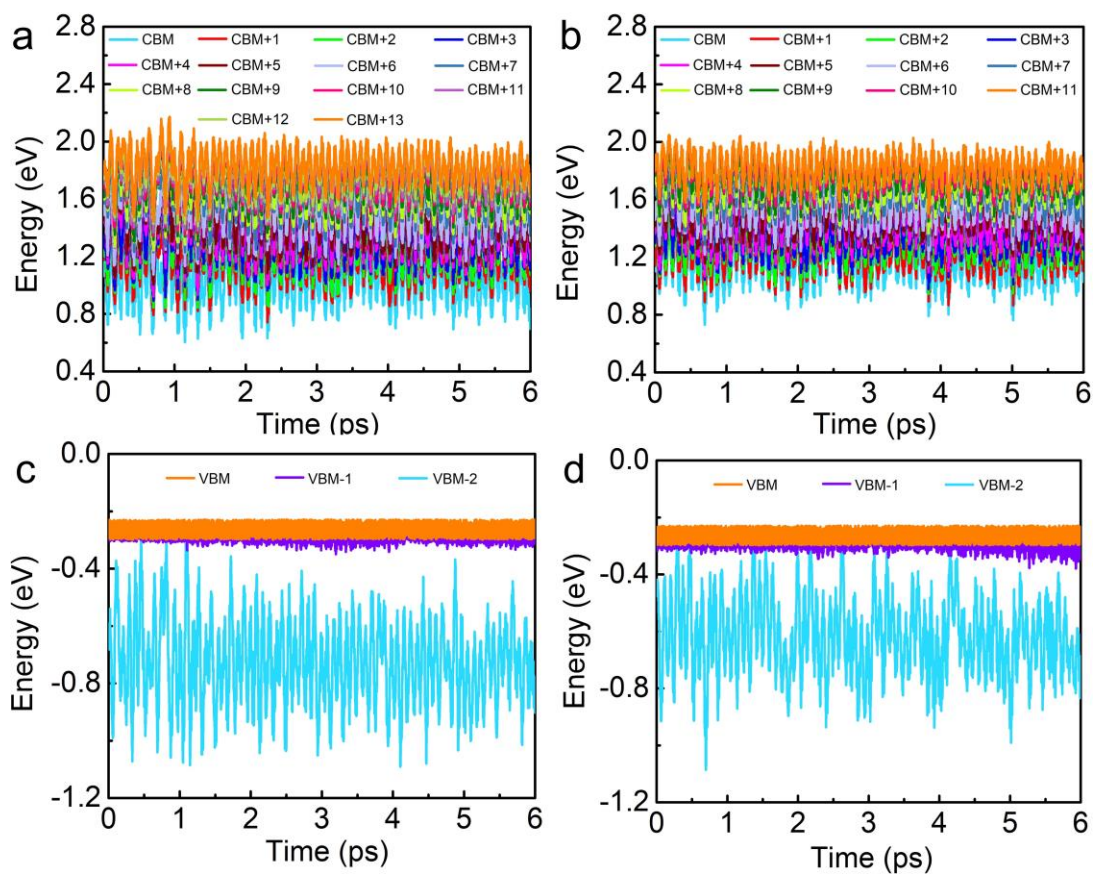 a
2.8
CBM CBM+1 CBM+2 CBM+3
CBM+4 CBM+5 CBM+6 CBM+7
CBM+8 CBM+9 CBM+10 CBM+11
CBM+12 CBM+13
2.4
2.0
1.6
1.2
0.8
0.4
Energy (eV)
0 1 2 3 4 5 6
Time (ps)
b
2.8
CBM CBM+1 CBM+2 CBM+3
CBM+4 CBM+5 CBM+6 CBM+7
CBM+8 CBM+9 CBM+10 CBM+11
2.4
2.0
1.6
1.2
0.8
0.4
Energy (eV)
0 1 2 3 4 5 6
Time (ps)
c
0.0
VBM VBM-1 VBM-2
-0.4
-0.8
-1.2
Energy (eV)
0 1 2 3 4 5 6
Time (ps)
d
0.0
VBM VBM-1 VBM-2
-0.4
-0.8
-1.2
Energy (eV)
0 1 2 3 4 5 6
Time (ps)